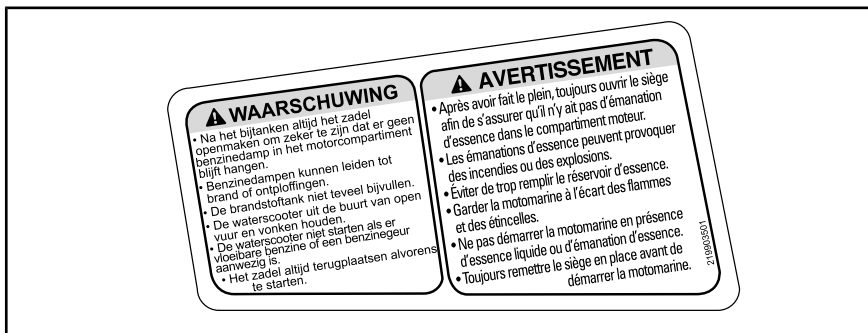 ⚠ WAARSCHUWING
• Na het bijtanken altijd het zadel
openmaken om zeker te zijn dat er geen
benzinedamp in het motorcompartiment
blijft hangen.
• Benzinedampen kunnen leiden tot
brand of ontploffingen.
• De brandstoftank niet teveel bijvullen.
• De waterscooter uit de buurt van open
vuur en vonken houden.
• De waterscooter niet starten als er
vloeibare benzine of een benzinegeur
aanwezig is.
• Het zadel altijd terugplaatsen alvorens
te starten.
⚠ AVERTISSEMENT
• Après avoir fait le plein, toujours ouvrir le siège
afin de s'assurer qu'il n'y ait pas d'émanation
d'essence dans le compartiment moteur.
• Les émanations d'essence peuvent provoquer
des incendies ou des explosions.
• Éviter de trop remplir le réservoir d'essence.
• Garder la motomarine à l'écart des flammes
et des étincelles.
• Ne pas démarrer la motomarine en présence
d'essence liquide ou d'émanation d'essence.
• Toujours remettre le siège en place avant de
démarrer la motomarine.
219903501